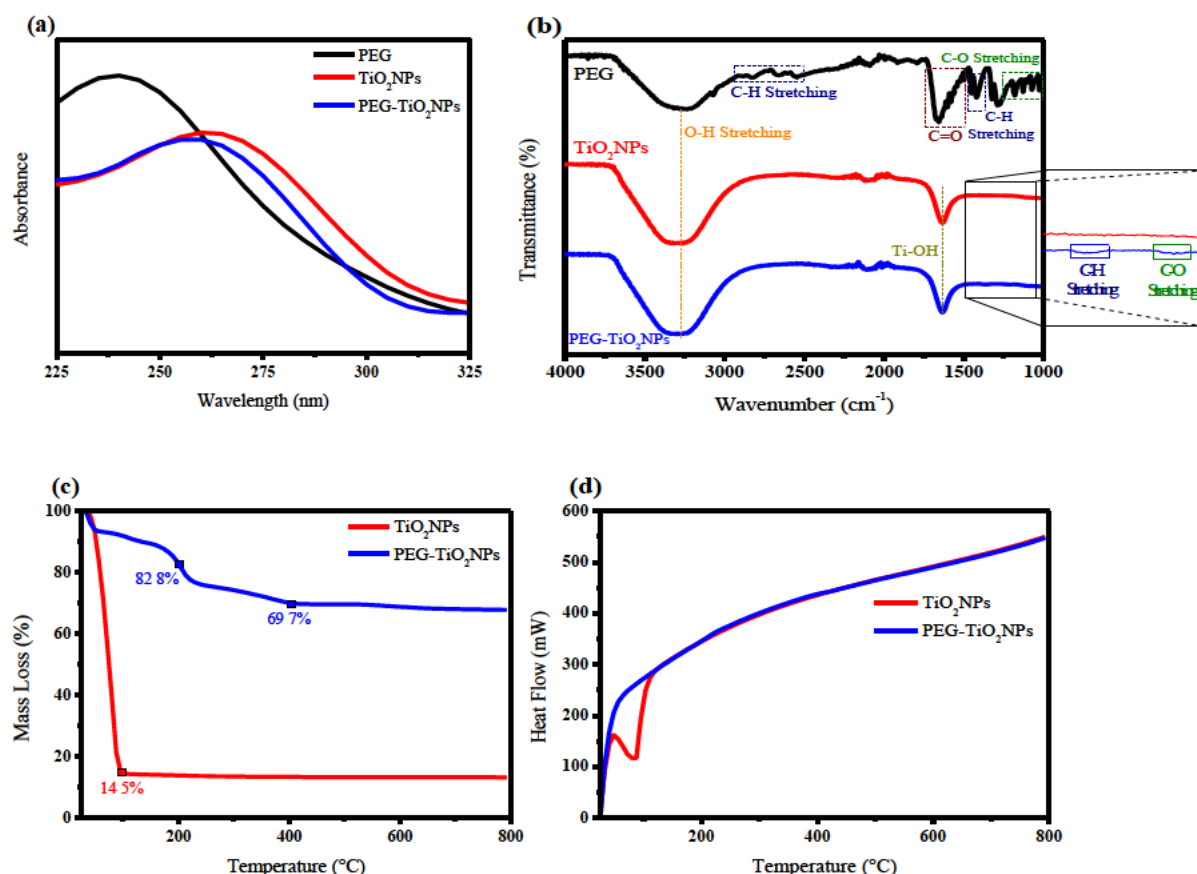 (a)
PEG
TiO₂NPs
PEG-TiO₂NPs
Absorbance
225 250 275 300 325
Wavelength (nm)
(b)
PEG
C-H Stretching
C-O Stretching
C-H
Stretching
C=O
O-H Stretching
TiO₂NPs
Ti-OH
PEG-TiO₂NPs
C-H
Stretching
C-O
Stretching
Transmittance (%)
4000 3500 3000 2500 2000 1500 1000
Wavenumber (cm⁻¹)
(c)
TiO₂NPs
PEG-TiO₂NPs
82 8%
69 7%
14 5%
Mass Loss (%)
100
80
60
40
20
0
200 400 600 800
Temperature (°C)
(d)
TiO₂NPs
PEG-TiO₂NPs
Heat Flow (mW)
600
500
400
300
200
100
0
200 400 600 800
Temperature (°C)